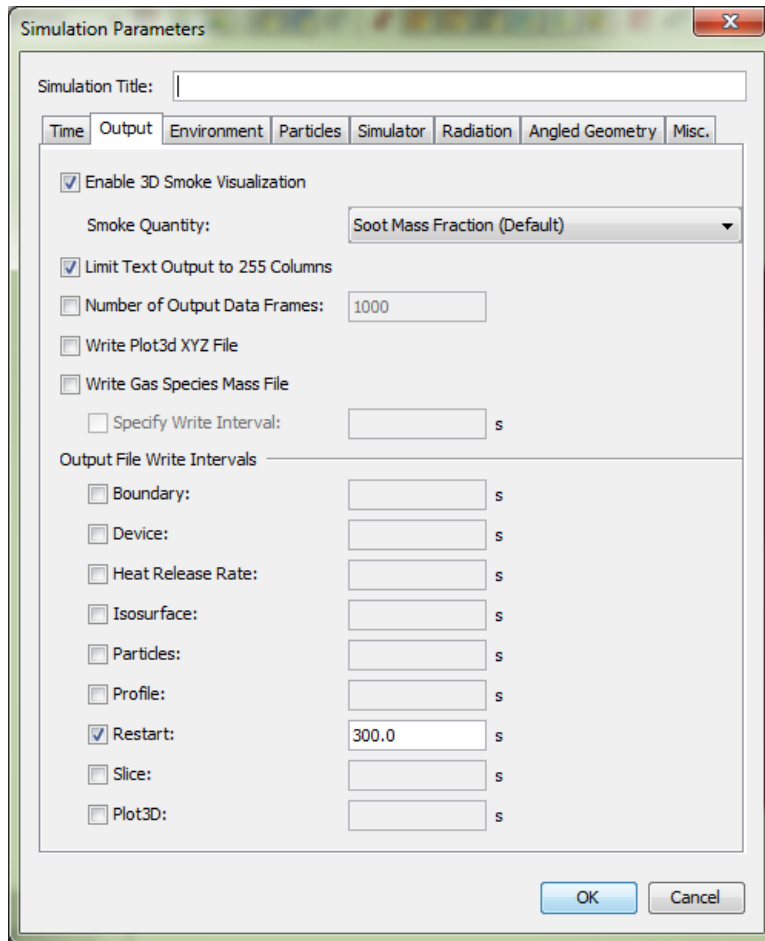 Simulation Parameters
X
Simulation Title:
Time Output Environment Particles Simulator Radiation Angled Geometry Misc.
Enable 3D Smoke Visualization
Smoke Quantity: Soot Mass Fraction (Default)
Limit Text Output to 255 Columns
Number of Output Data Frames: 1000
Write Plot3d XYZ File
Write Gas Species Mass File
Specify Write Interval: s
Output File Write Intervals
Boundary: s
Device: s
Heat Release Rate: s
Isosurface: s
Particles: s
Profile: s
Restart: 300.0 s
Slice: s
Plot3D: s
OK Cancel